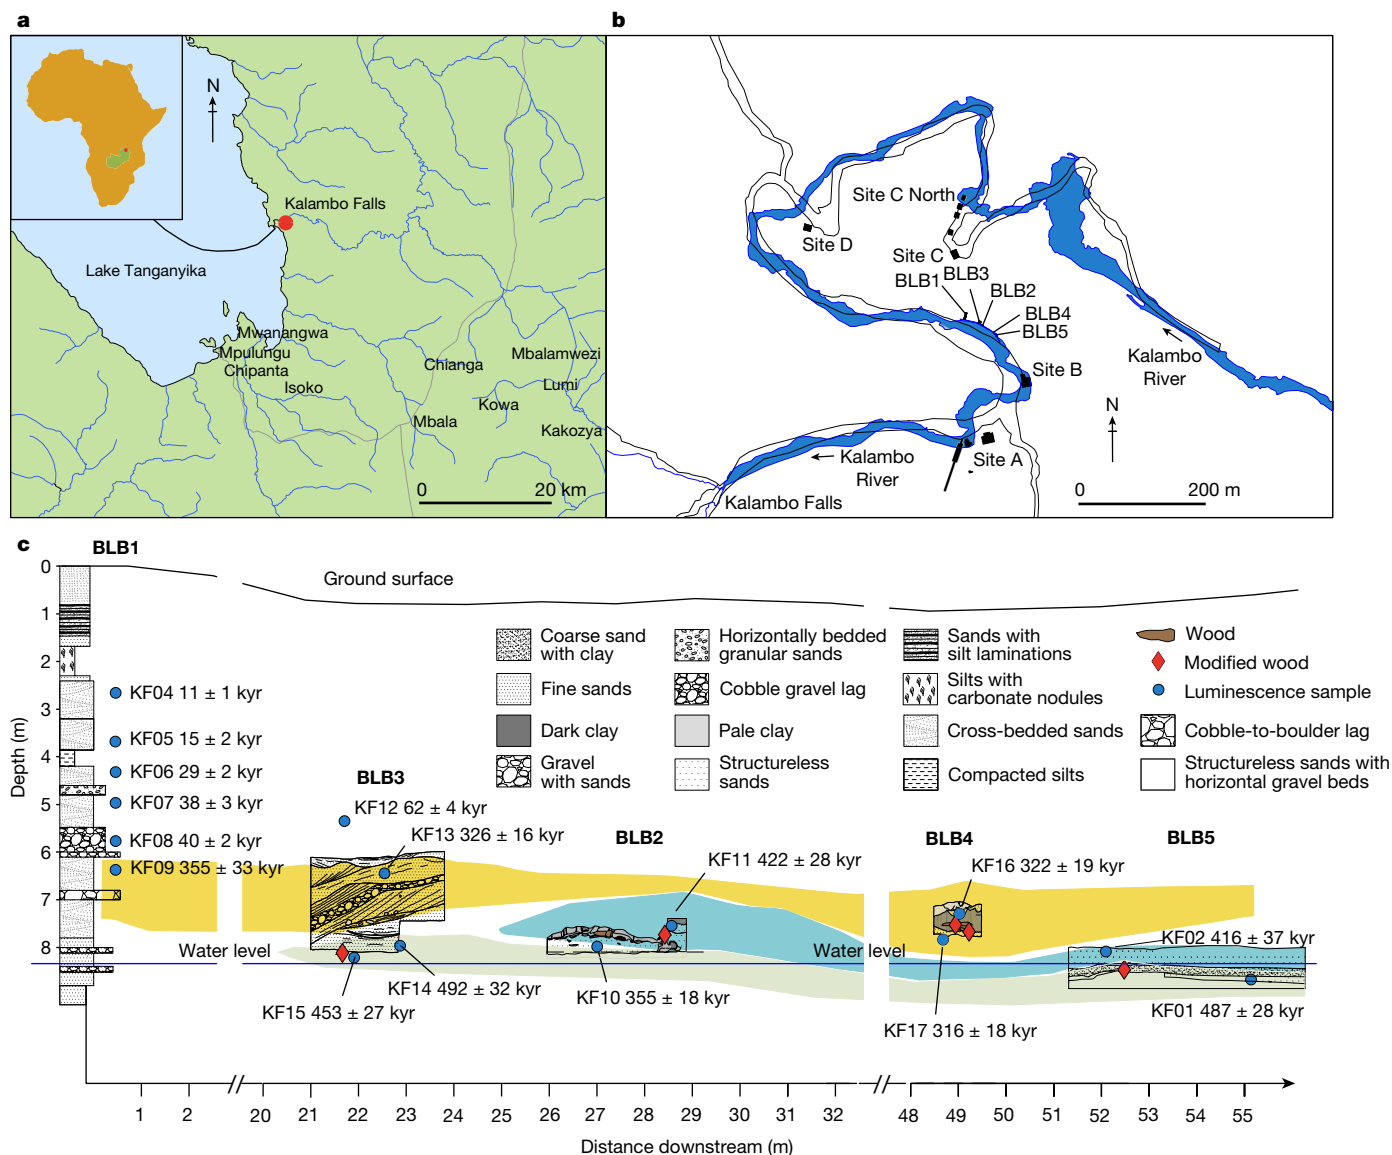 a
N
Kalambo Falls
Lake Tanganyika
Mwanangwa
Mpulungu
Chipanta
Isoko
Chianga
Mbalamwezi
Lumi
Kowa
Mbala
Kakozya
0 20 km
b
Site C North
Site D
Site C
BLB1
BLB3
BLB2
BLB4
BLB5
Kalambo
River
Site B
N
Kalambo
River
Site A
Kalambo Falls
0 200 m
c
BLB1
Ground surface
Depth (m)
0
1
2
3
4
5
6
7
8
Coarse sand
with clay
Fine sands
Dark clay
Gravel
with sands
Horizontally bedded
granular sands
Cobble gravel lag
Pale clay
Structureless
sands
Sands with
silt laminations
Silts with
carbonate nodules
Cross-bedded sands
Compacted silts
Wood
Modified wood
Luminescence sample
Cobble-to-boulder lag
Structureless sands with
horizontal gravel beds
KF04 11 ± 1 kyr
KF05 15 ± 2 kyr
KF06 29 ± 2 kyr
KF07 38 ± 3 kyr
KF08 40 ± 2 kyr
KF09 355 ± 33 kyr
BLB3
KF12 62 ± 4 kyr
KF13 326 ± 16 kyr
BLB2
KF11 422 ± 28 kyr
BLB4
KF16 322 ± 19 kyr
BLB5
Water level
Water level
KF02 416 ± 37 kyr
KF14 492 ± 32 kyr
KF15 453 ± 27 kyr
KF10 355 ± 18 kyr
KF17 316 ± 18 kyr
KF01 487 ± 28 kyr
1 2 20 21 22 23 24 25 26 27 28 29 30 31 32 48 49 50 51 52 53 54 55
Distance downstream (m)